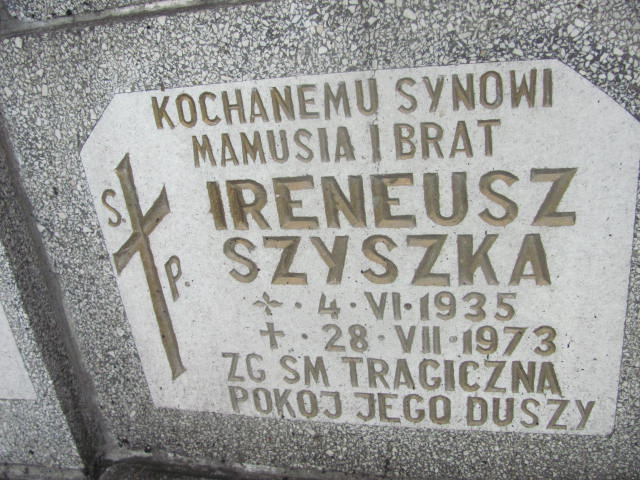 KOCHANEMU SYNOWI
MAMUSIA I BRAT
Ś. P.
IRENEUSZ
SZYSZKA
4·VI·1935
28·VII·1973
ZG SM TRAGICZNA
POKOJ JEGO DUSZY